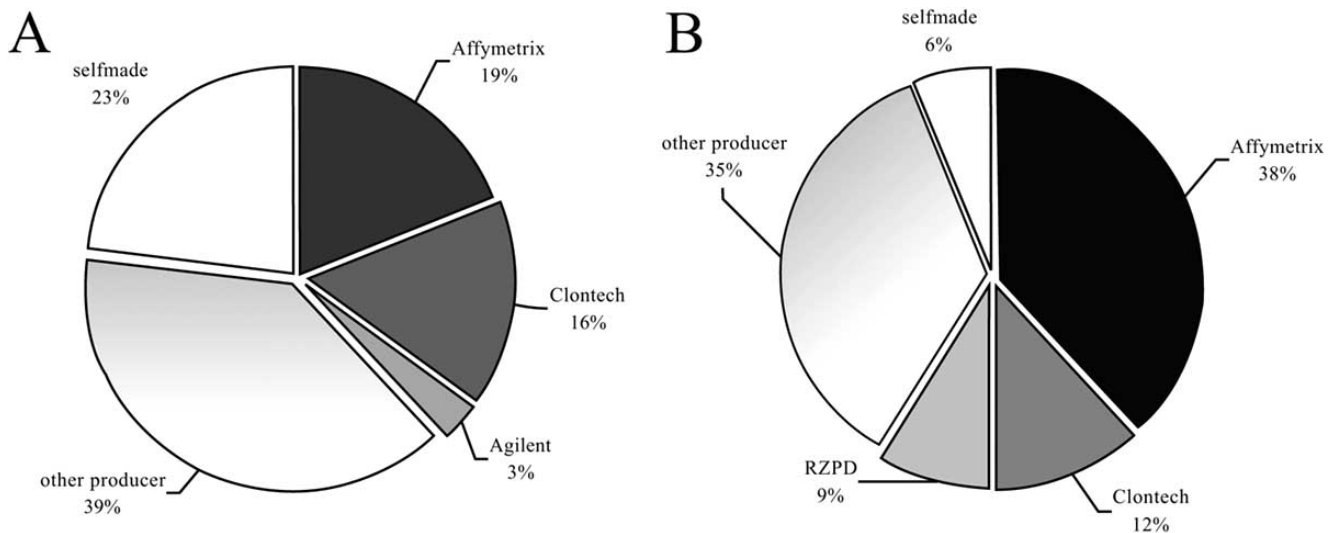 A
Affymetrix
19%
selfmade
23%
Clontech
16%
Agilent
3%
other producer
39%
B
selfmade
6%
other producer
35%
Affymetrix
38%
RZPD
9%
Clontech
12%